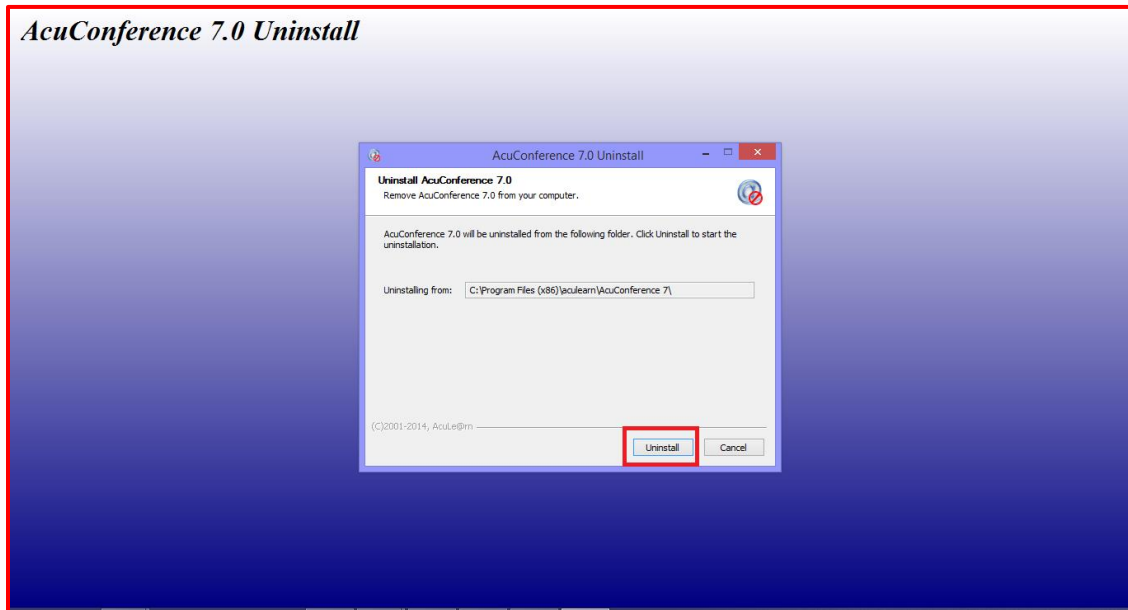 AcuConference 7.0 Uninstall
AcuConference 7.0 Uninstall
Uninstall AcuConference 7.0
Remove AcuConference 7.0 from your computer.
AcuConference 7.0 will be uninstalled from the following folder. Click Uninstall to start the
uninstallation.
Uninstalling from: C:\Program Files (x86)\aculearn\AcuConference 7\
(C)2001-2014, AcuLe@rn
Uninstall Cancel